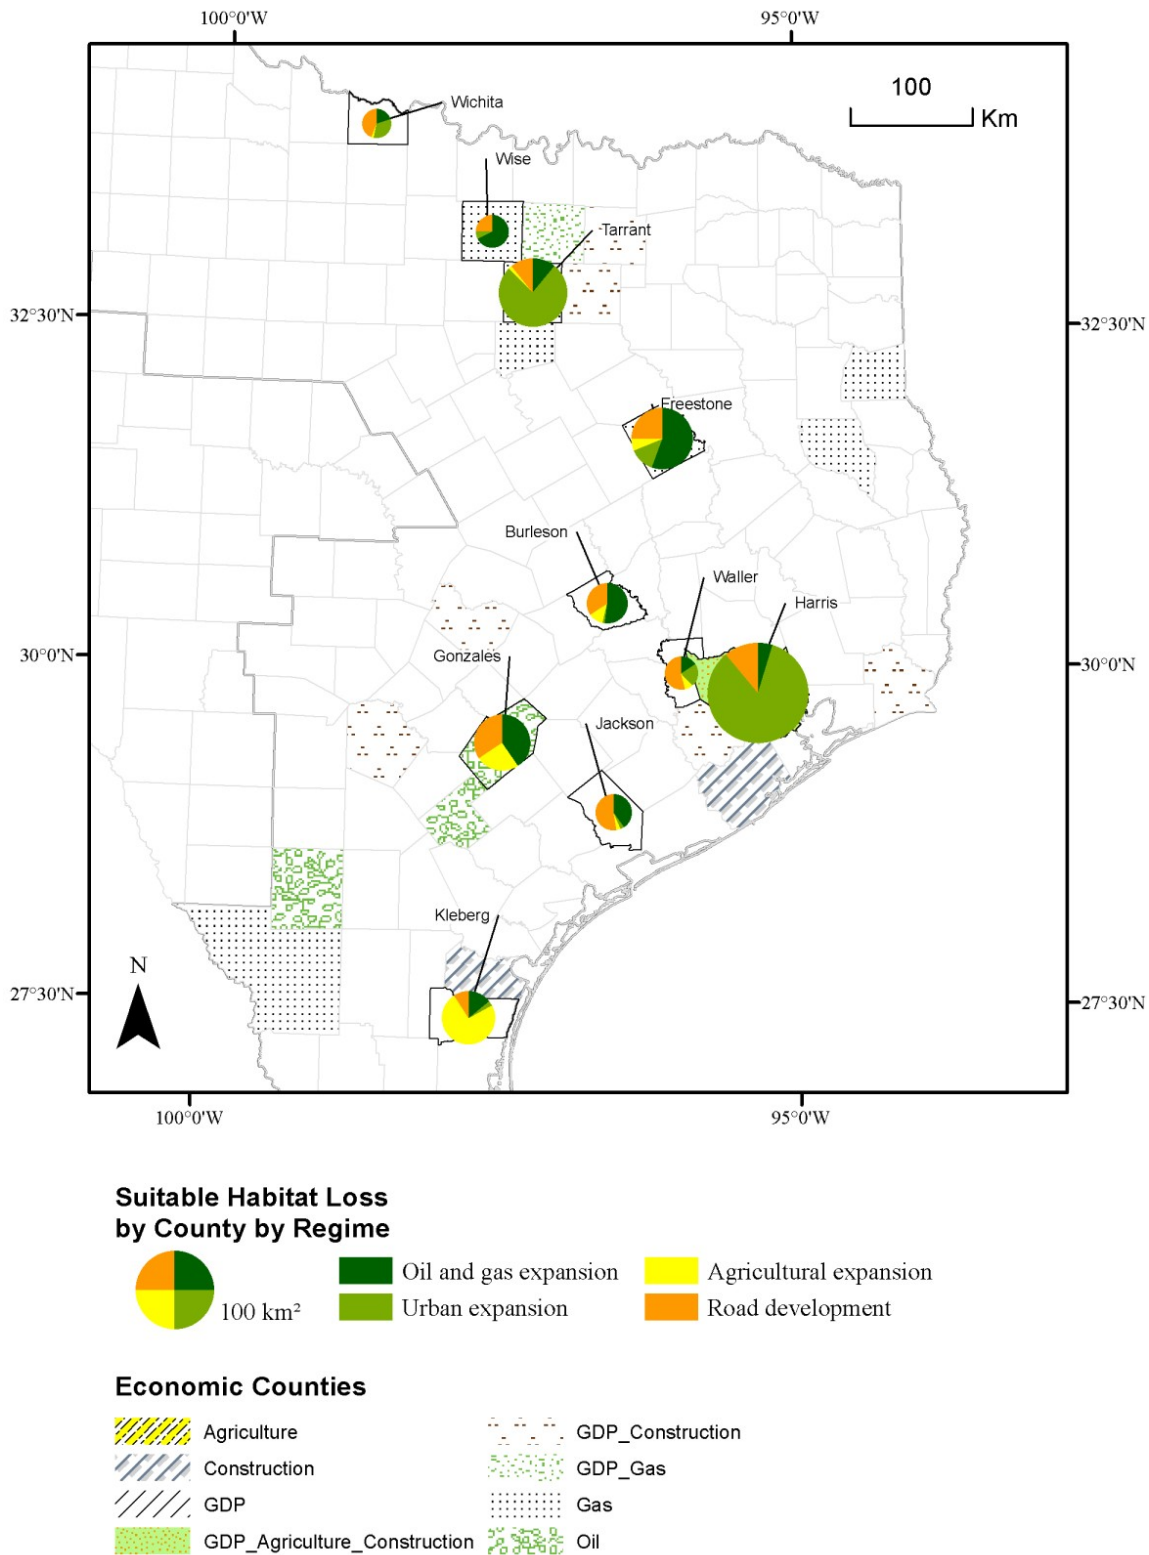 100°0'W 95°0'W
100
Km
Wichita
Wise
Tarrant
32°30'N 32°30'N
Freestone
Burleson
Waller
Harris
30°0'N 30°0'N
Gonzales
Jackson
Kleberg
N
27°30'N 27°30'N
100°0'W 95°0'W
Suitable Habitat Loss
by County by Regime
100 km²
Oil and gas expansion Agricultural expansion
Urban expansion Road development
Economic Counties
Agriculture GDP_Construction
Construction GDP_Gas
GDP Gas
GDP_Agriculture_Construction Oil